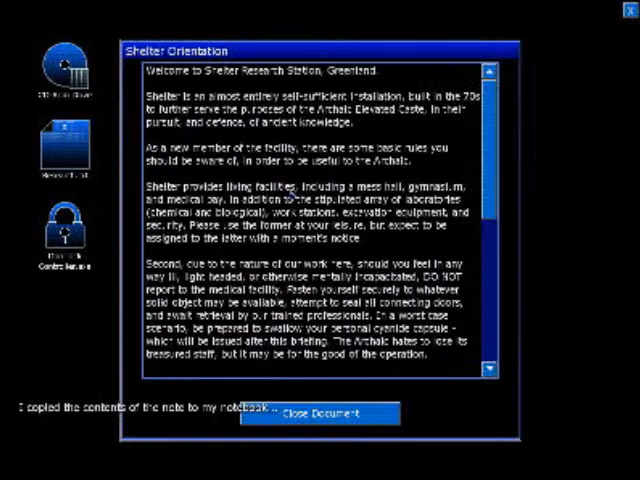 X
Shelter Orientation
Welcome to Shelter Research Station, Greenland.
Shelter is an almost entirely self-sufficient installation, built in the 70s
to further serve the purposes of the Archaic Elevated Caste, in their
pursuit, and defence, of ancient knowledge.
As a new member of the facility, there are some basic rules you
should be aware of, in order to be useful to the Archaic.
Shelter provides living facilities, including a mess hall, gymnasium,
and medical bay. In addition to the stipulated array of laboratories
(chemical and biological), work stations, excavation equipment, and
security. Please use the former at your leisure, but expect to be
assigned to the latter with a moment's notice
Second, due to the nature of our work here, should you feel in any
way ill, light headed, or otherwise mentally incapacitated, DO NOT
report to the medical facility. Fasten yourself securely to whatever
solid object may be available, attempt to seal all connecting doors,
and await retrieval by our trained professionals. In a worst case
scenario, be prepared to swallow your personal cyanide capsule -
which will be issued after this briefing. The Archaic hates to lose its
treasured staff, but it may be for the good of the operation.
CD-Rom Drive
Controller.exe
I copied the contents of the note to my notebook...
Close Document